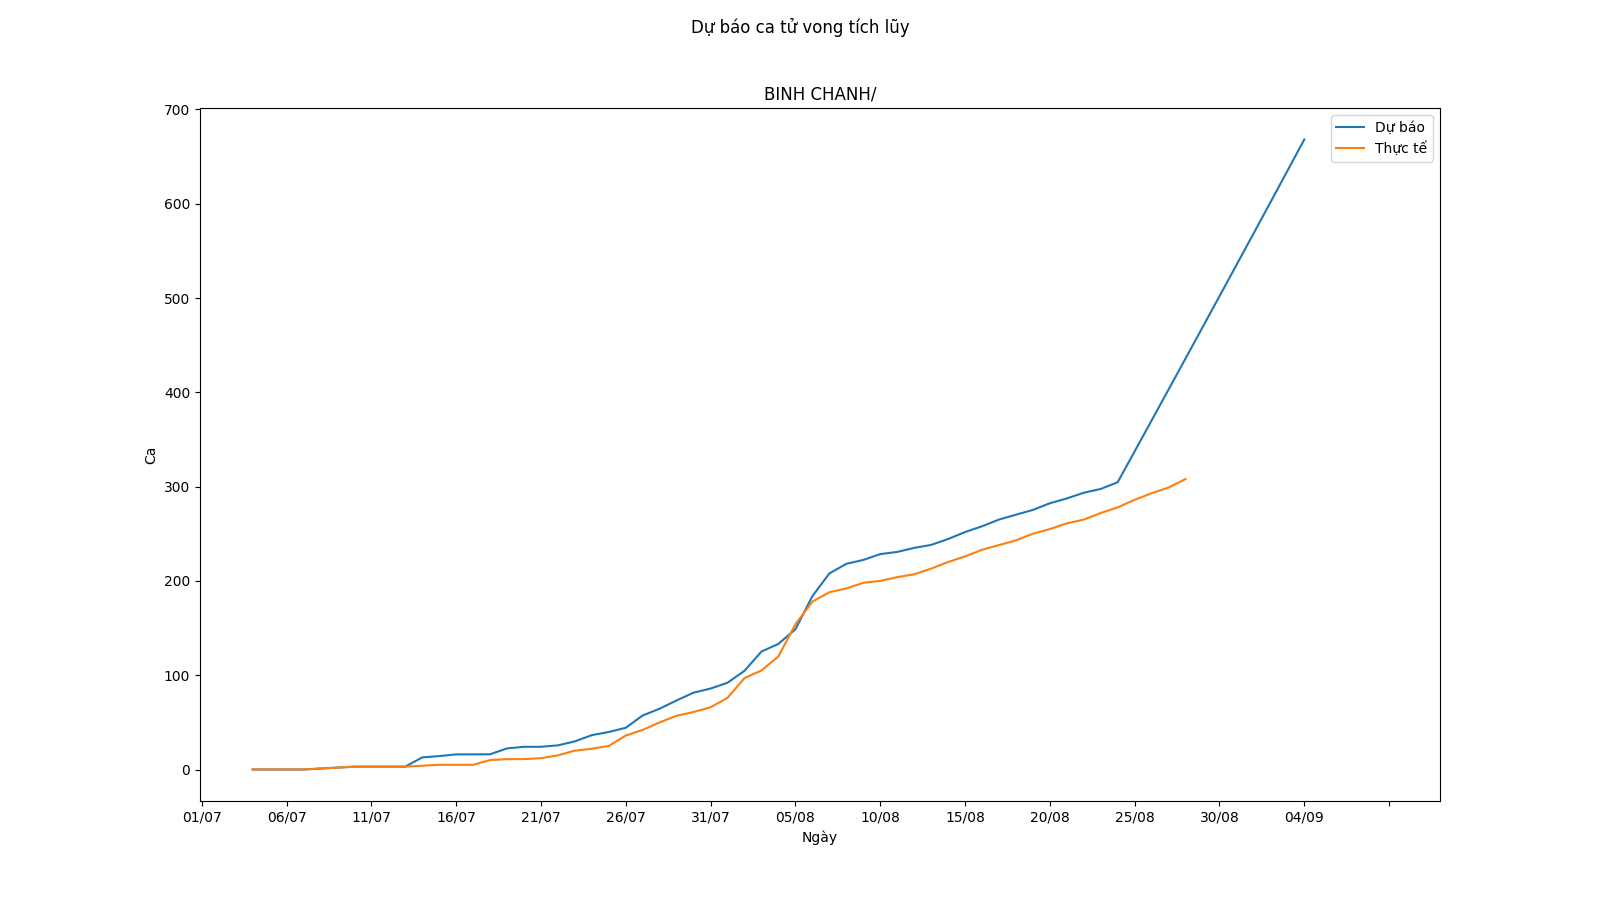 Dự báo ca tử vong tích lũy
BINH CHANH/
700
600
500
400
300
200
100
0
Ca
Dự báo
Thực tế
01/07 06/07 11/07 16/07 21/07 26/07 31/07 05/08 10/08 15/08 20/08 25/08 30/08 04/09
Ngày